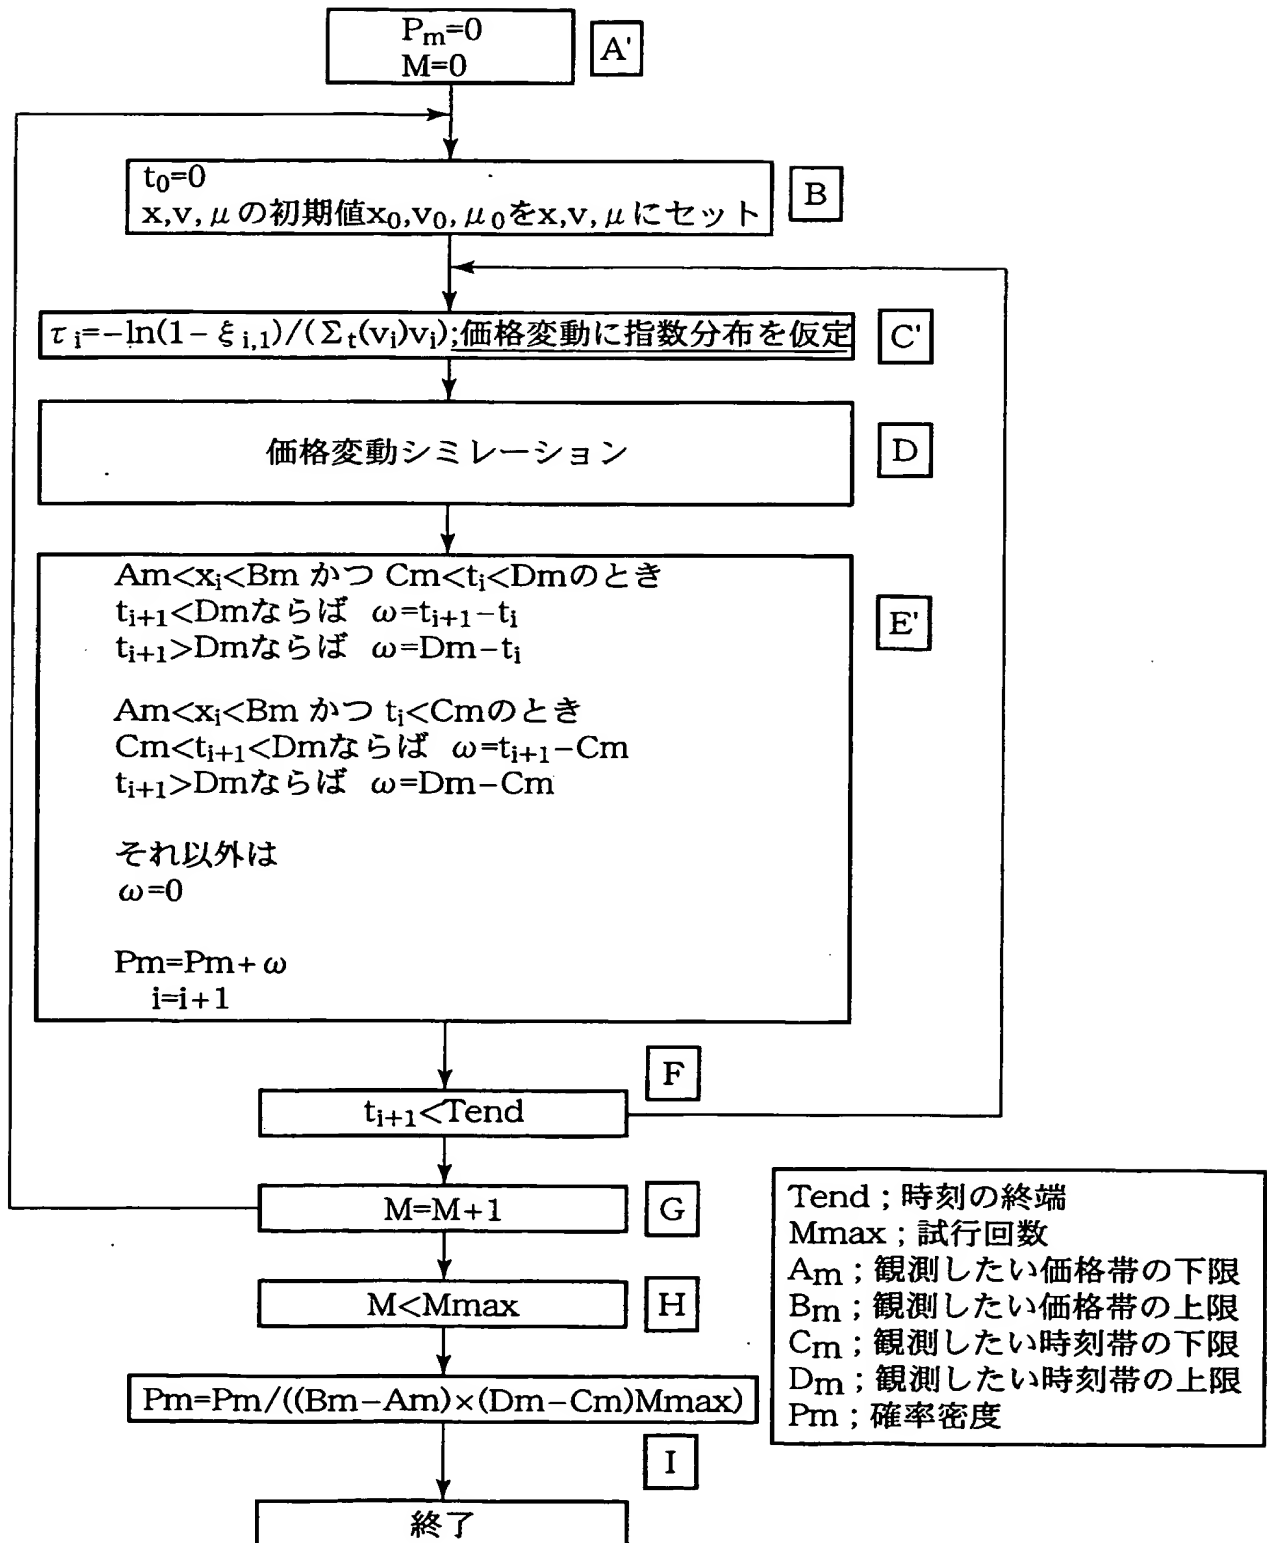 Pm=0
M=0
A'
t0=0
x,v,μの初期値x0,v0,μ0をx,v,μにセット
B
τi=-ln(1-ξi,1)/(Σt(vi)vi);価格変動に指数分布を仮定
C'
価格変動シミレーション
D
Am<xi<Bm かつ Cm<ti<Dmのとき
ti+1<Dmならば ω=ti+1-ti
ti+1>Dmならば ω=Dm-ti
E'
Am<xi<Bm かつ ti<Cmのとき
Cm<ti+1<Dmならば ω=ti+1-Cm
ti+1>Dmならば ω=Dm-Cm
それ以外は
ω=0
Pm=Pm+ω
i=i+1
F
ti+1<Tend
M=M+1
G
M<Mmax
H
Pm=Pm/((Bm-Am)×(Dm-Cm)Mmax)
I
終了
Tend ; 時刻の終端
Mmax ; 試行回数
Am ; 観測したい価格帯の下限
Bm ; 観測したい価格帯の上限
Cm ; 観測したい時刻帯の下限
Dm ; 観測したい時刻帯の上限
Pm ; 確率密度